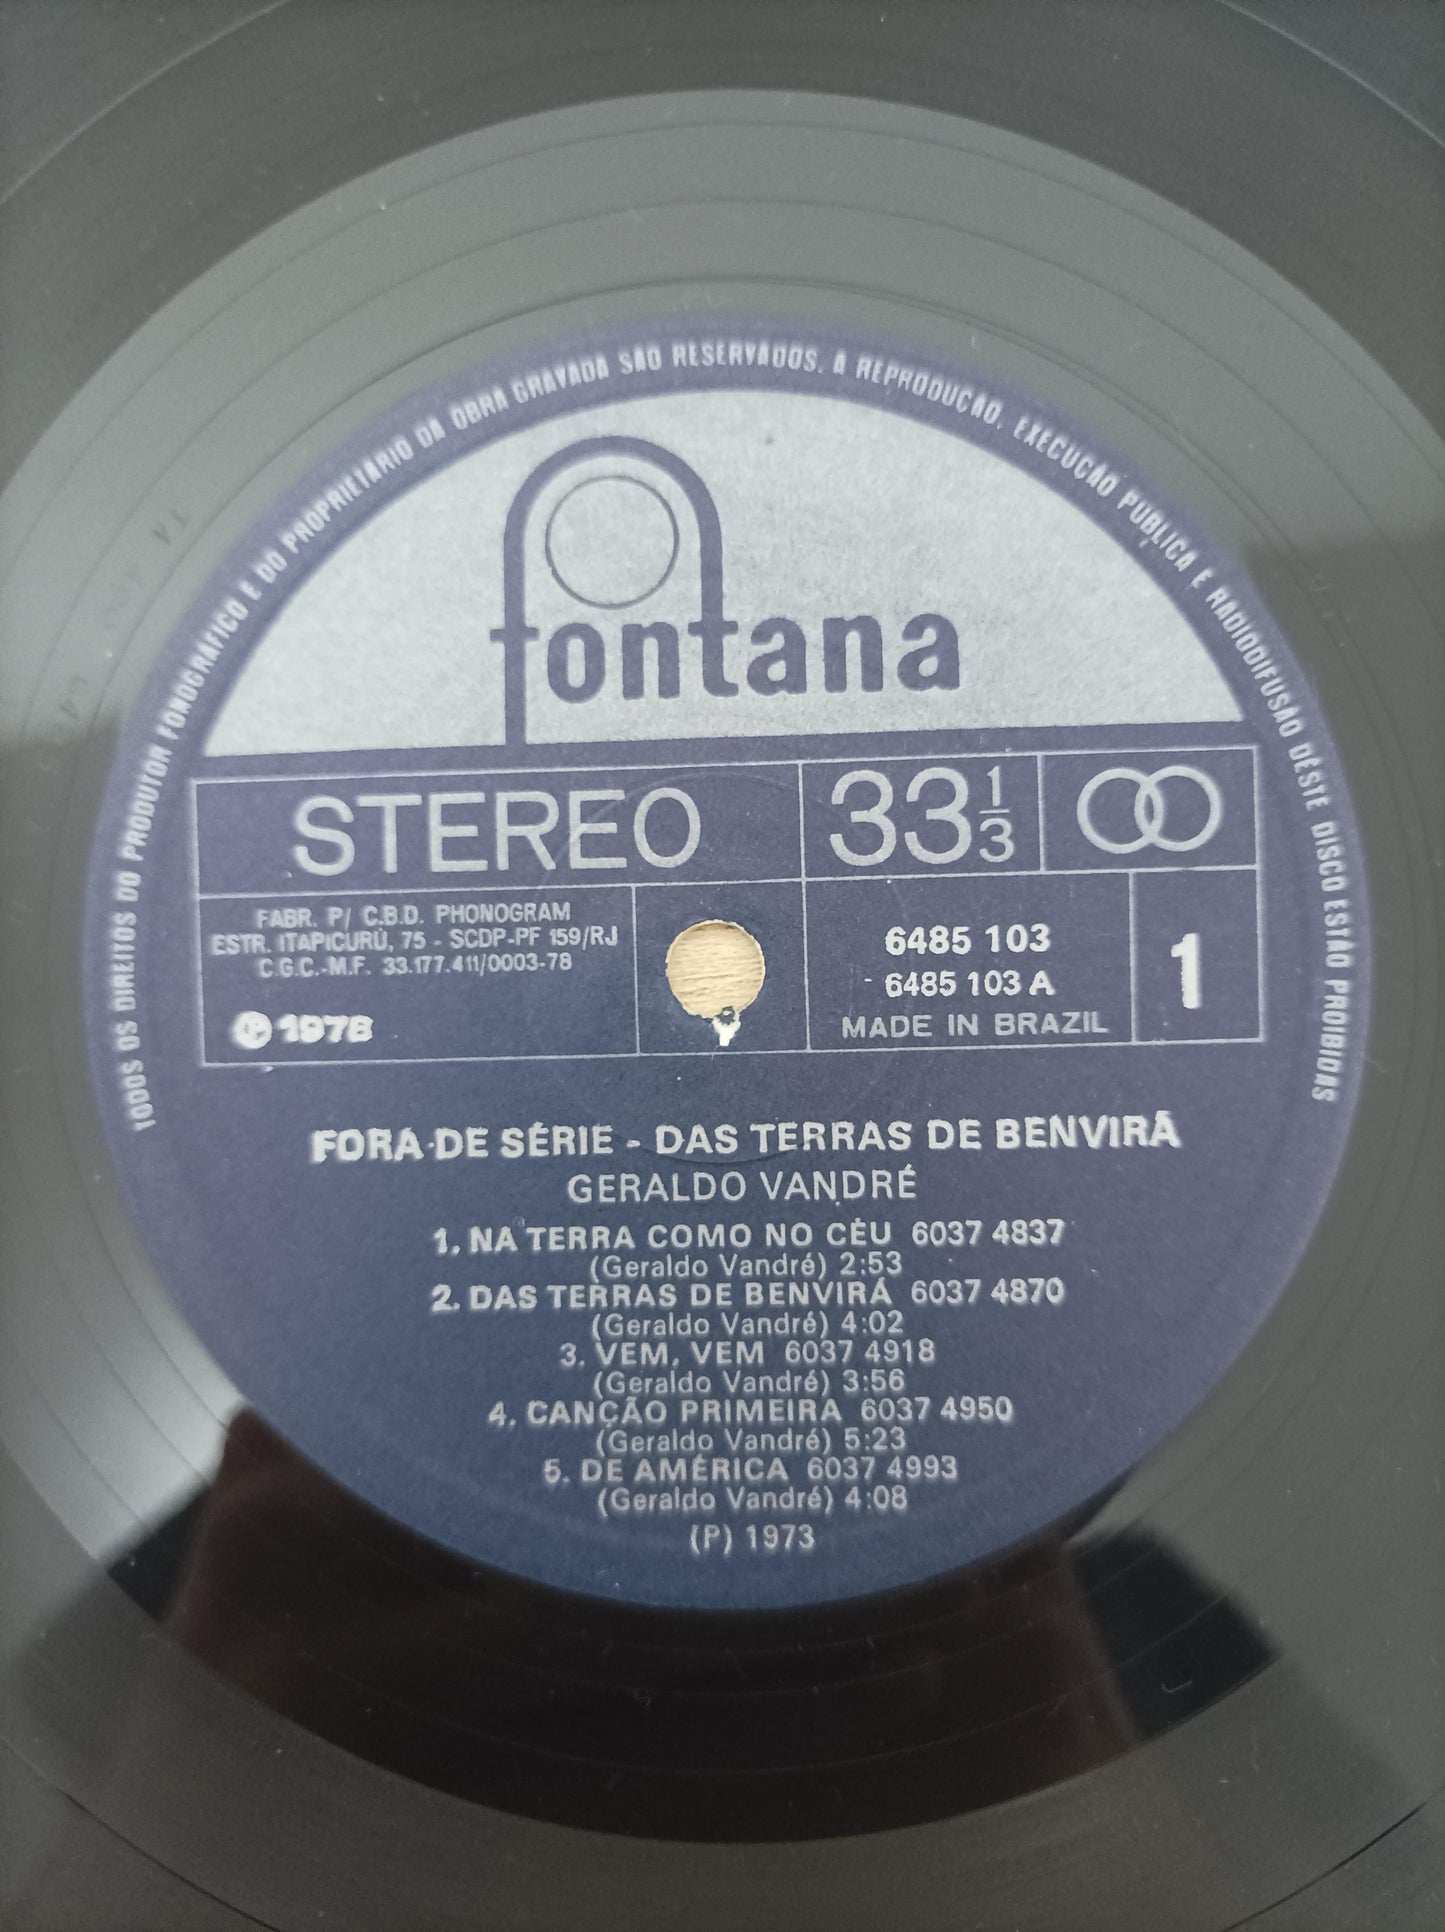 TODOS OS DIREITOS DO PRODUTOR FONOGRÁFICO E DO PROPRIETÁRIO DA OBRA GRAVADA SÃO RESERVADOS. A REPRODUÇÃO, EXECUÇÃO PÚBLICA E RADIODIFUSÃO DÊSTE DISCO ESTÃO PROIBIDAS
fontana
STEREO 33 1/3
FABR. P/ C.B.D. PHONOGRAM
ESTR. ITAPICURÚ, 75 - SCDP-PF 159/RJ
C.G.C.-M.F. 33.177.411/0003-78
Ⓟ 1978
6485 103
6485 103 A
MADE IN BRAZIL
1
FORA DE SÉRIE - DAS TERRAS DE BENVIRÁ
GERALDO VANDRÉ
1. NA TERRA COMO NO CÉU 6037 4837
(Geraldo Vandré) 2:53
2. DAS TERRAS DE BENVIRÁ 6037 4870
(Geraldo Vandré) 4:02
3. VEM, VEM 6037 4918
(Geraldo Vandré) 3:56
4. CANÇÃO PRIMEIRA 6037 4950
(Geraldo Vandré) 5:23
5. DE AMÉRICA 6037 4993
(Geraldo Vandré) 4:08
(P) 1973